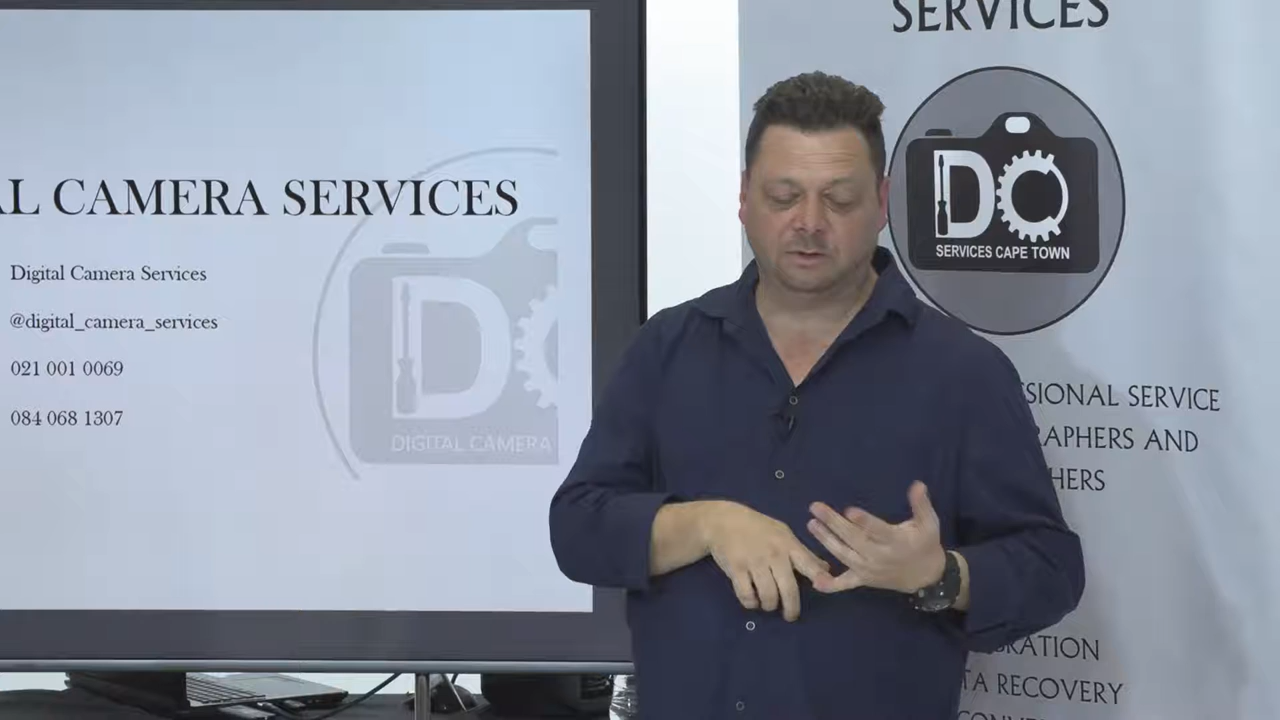 AL CAMERA SERVICES
Digital Camera Services
@digital_camera_services
021 001 0069
084 068 1307
D
DIGITAL CAMERA
SERVICES
DC
SERVICES CAPE TOWN
SIONAL SERVICE
RAPHERS AND
HERS
RATION
TA RECOVERY